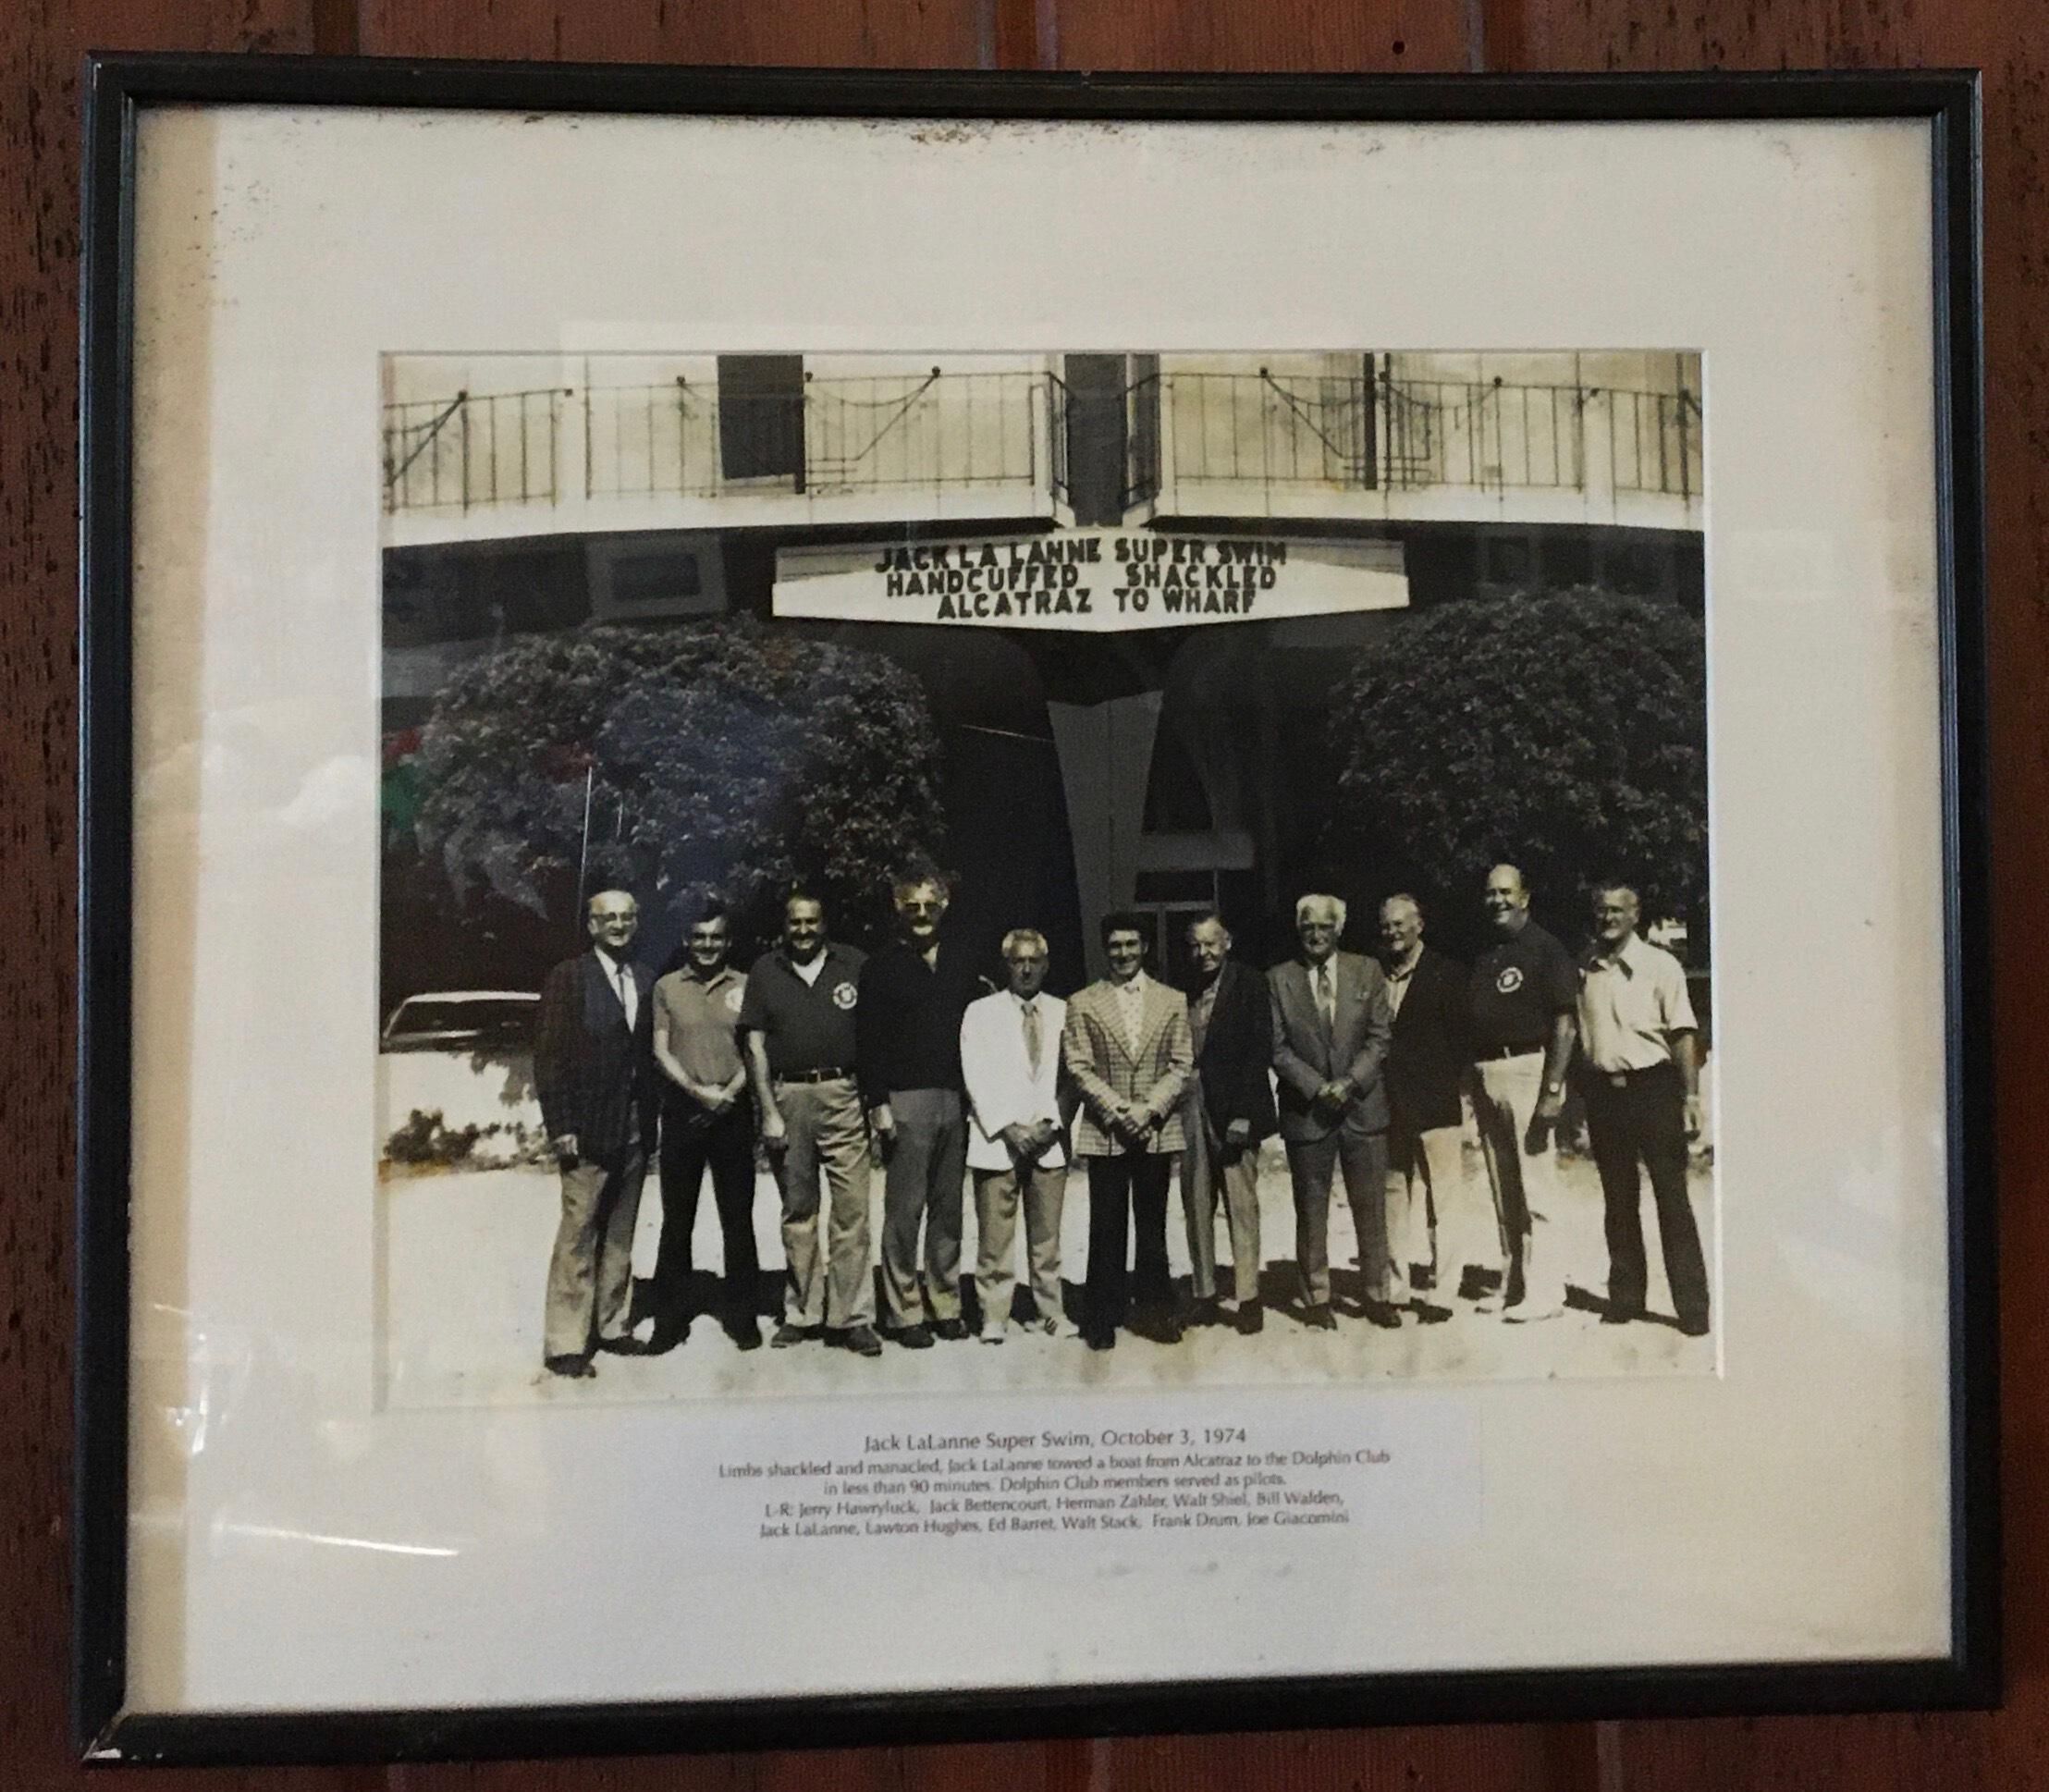 JACK LA LANNE SUPER SWIM
HANDCUFFED SHACKLED
ALCATRAZ TO WHARF
Jack LaLanne Super Swim, October 3, 1974
Limbs shackled and manacled, Jack LaLanne towed a boat from Alcatraz to the Dolphin Club
in less than 90 minutes. Dolphin Club members served as pilots.
L-R: Jerry Hawryluck, Jack Bettencourt, Herman Zahler, Walt Shiel, Bill Walden,
Jack LaLanne, Lawton Hughes, Ed Barret, Walt Stack, Frank Drum, Joe Giacomini